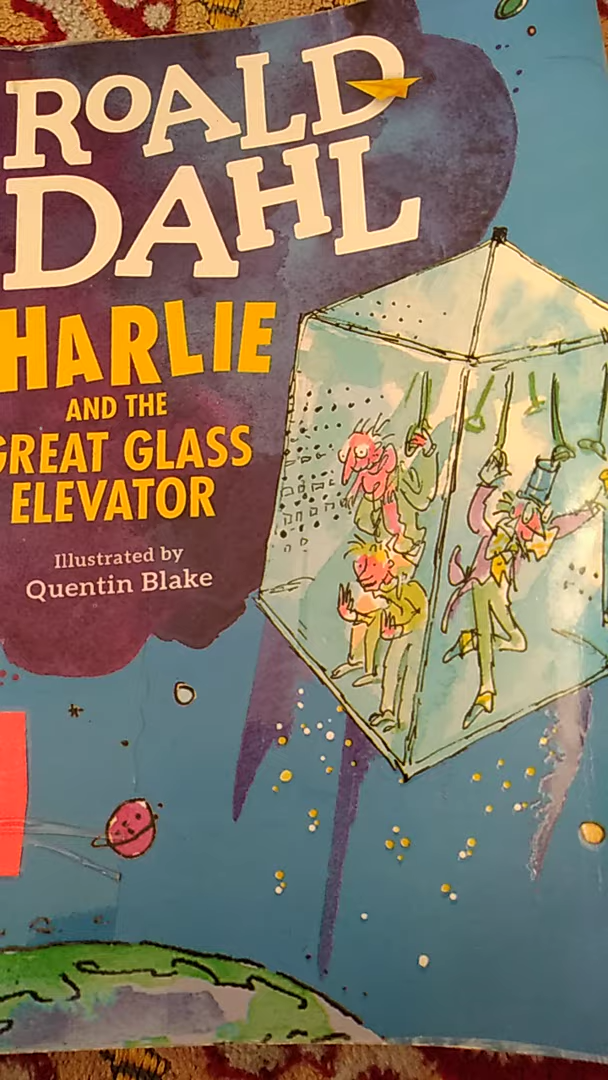 ROALD
DAHL
HARLIE
AND THE
GREAT GLASS
ELEVATOR
Illustrated by
Quentin Blake